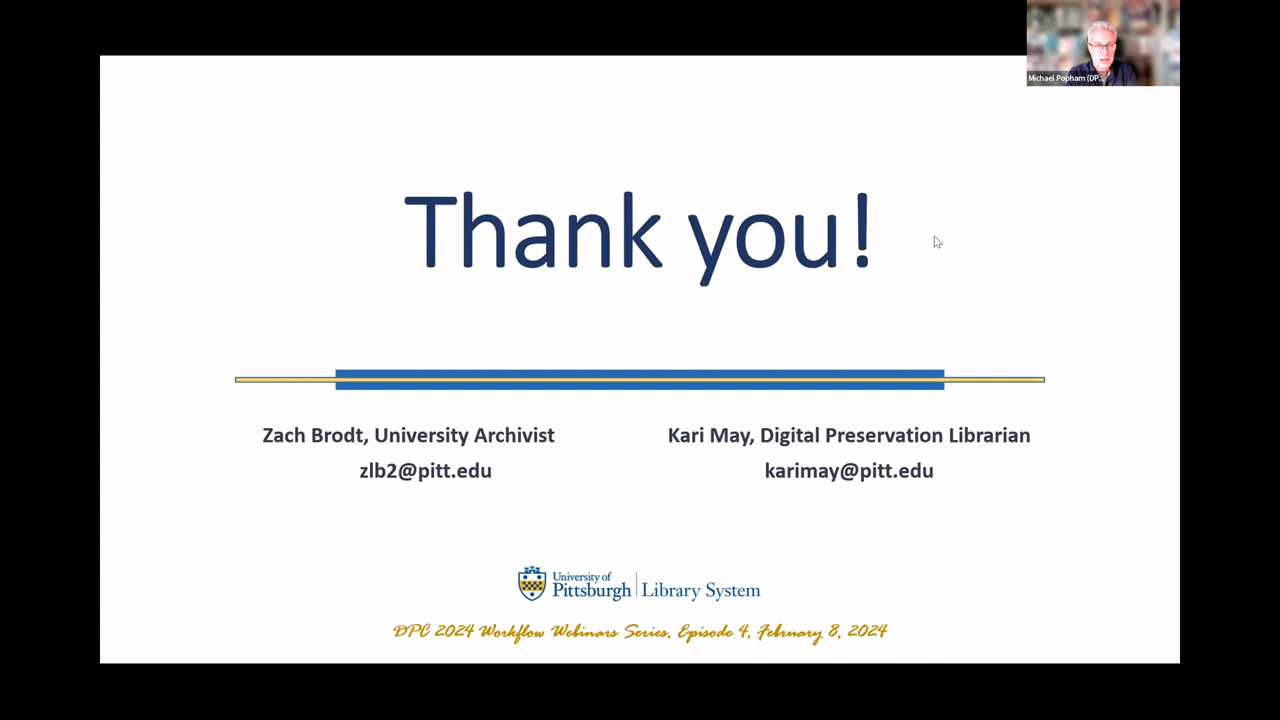 Michael Popham (DP...
Thank you!
Zach Brodt, University Archivist
zlb2@pitt.edu
Kari May, Digital Preservation Librarian
karimay@pitt.edu
University of
Pittsburgh
Library System
DPC 2024 Workflow Webinars Series, Episode 4, February 8, 2024